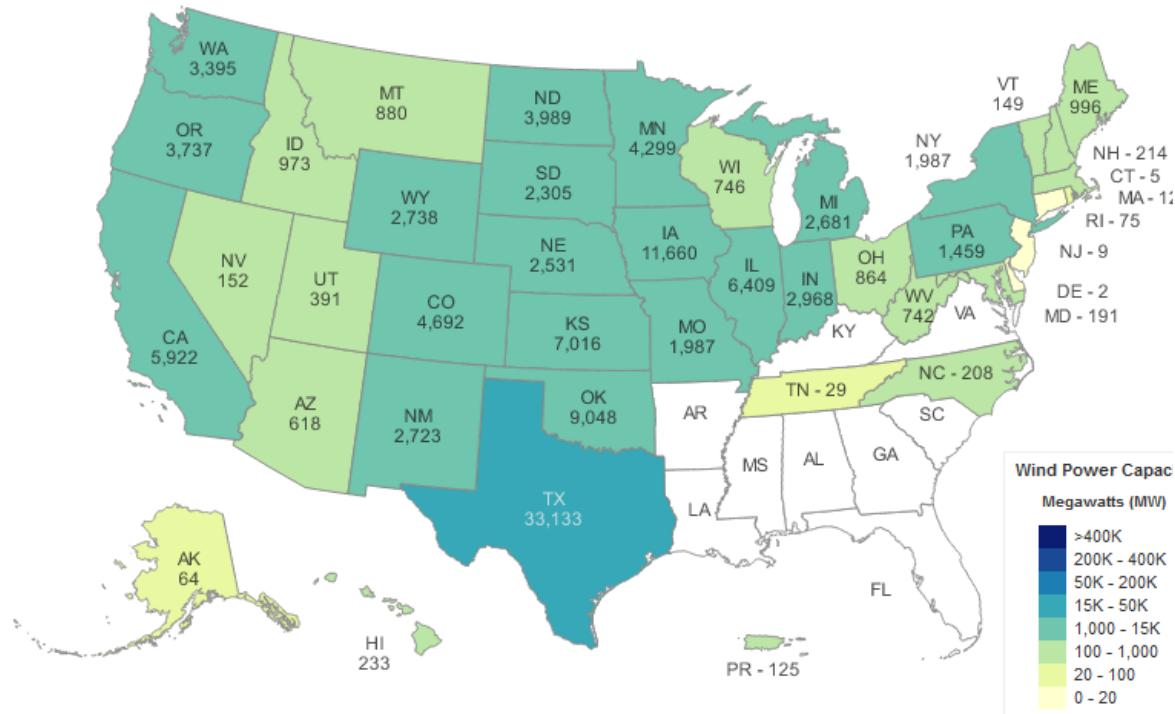 WA
3,395
OR
3,737
CA
5,922
NV
152
ID
973
MT
880
WY
2,738
UT
391
AZ
618
CO
4,692
NM
2,723
ND
3,989
SD
2,305
NE
2,531
KS
7,016
OK
9,048
TX
33,133
MN
4,299
IA
11,660
MO
1,987
WI
746
IL
6,409
MI
2,681
IN
2,968
OH
864
WV
742
KY
VA
PA
1,459
NY
1,987
VT
149
ME
996
NH - 214
CT - 5
MA - 12
RI - 75
NJ - 9
DE - 2
MD - 191
TN - 29
NC - 208
SC
AR
MS
AL
GA
LA
FL
AK
64
HI
233
PR - 125
Wind Power Capac
Megawatts (MW)
>400K
200K - 400K
50K - 200K
15K - 50K
1,000 - 15K
100 - 1,000
20 - 100
0 - 20